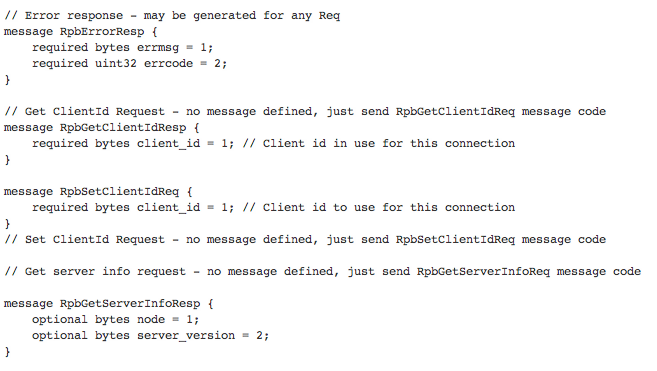 // Error response – may be generated for any Req
message RpbErrorResp {
    required bytes errmsg = 1;
    required uint32 errcode = 2;
}

// Get ClientId Request – no message defined, just send RpbGetClientIdReq message code
message RpbGetClientIdResp {
    required bytes client_id = 1; // Client id in use for this connection
}

message RpbSetClientIdReq {
    required bytes client_id = 1; // Client id to use for this connection
}
// Set ClientId Request – no message defined, just send RpbSetClientIdReq message code

// Get server info request – no message defined, just send RpbGetServerInfoReq message code

message RpbGetServerInfoResp {
    optional bytes node = 1;
    optional bytes server_version = 2;
}